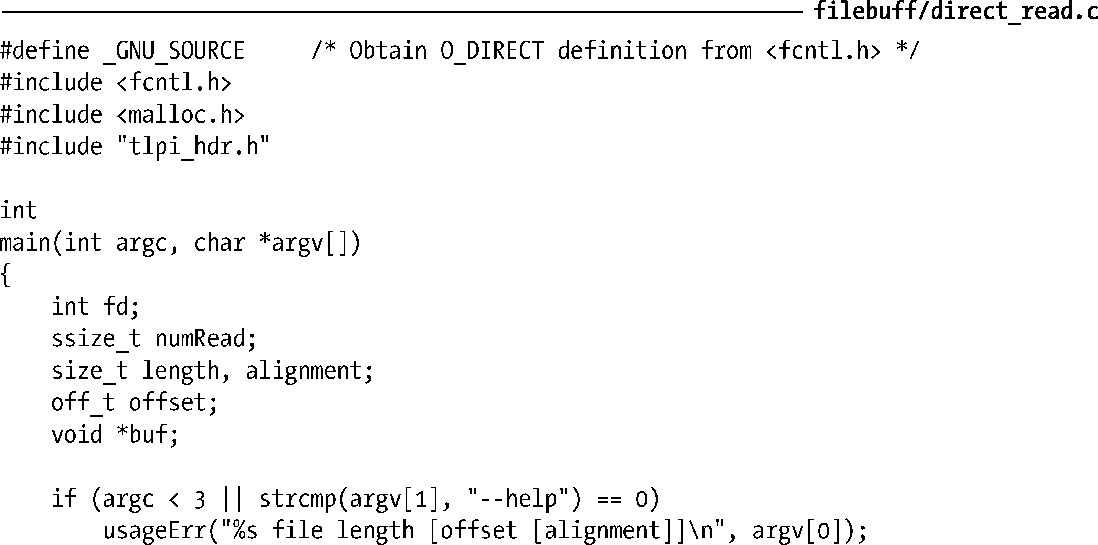 filebuff/direct_read.c
#define _GNU_SOURCE     /* Obtain O_DIRECT definition from <fcntl.h> */
#include <fcntl.h>
#include <malloc.h>
#include "tlpi_hdr.h"

int
main(int argc, char *argv[])
{
    int fd;
    ssize_t numRead;
    size_t length, alignment;
    off_t offset;
    void *buf;

    if (argc < 3 || strcmp(argv[1], "--help") == 0)
        usageErr("%s file length [offset [alignment]]\n", argv[0]);